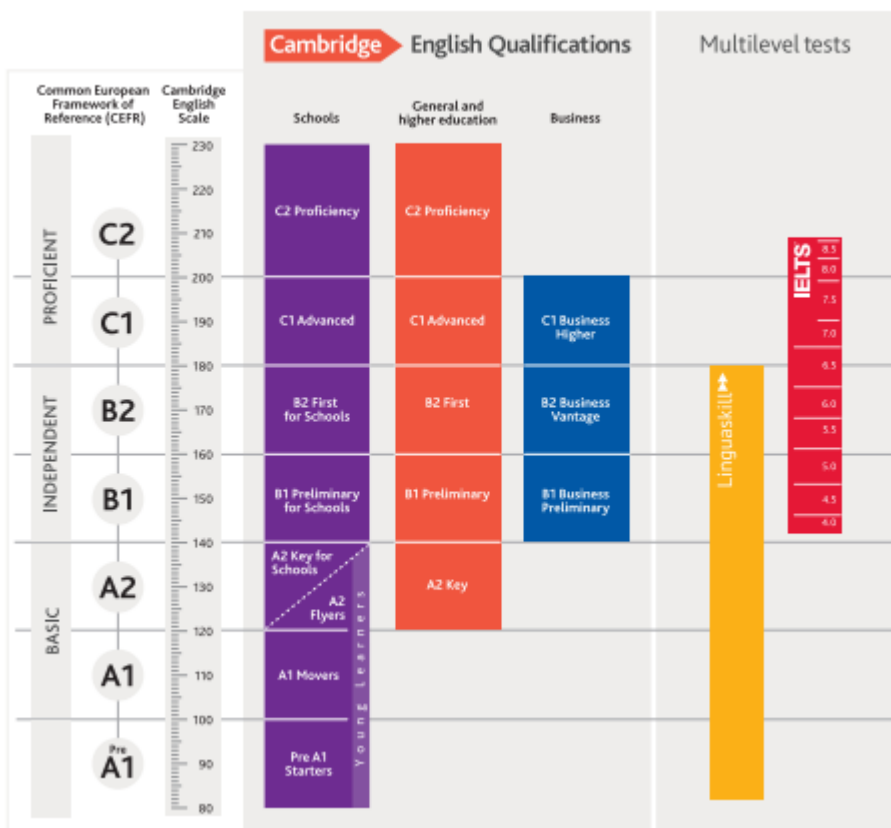 Cambridge English Qualifications
Multilevel tests
Common European
Framework of
Reference (CEFR)
Cambridge
English
Scale
Schools
General and
higher education
Business
PROFICIENT
INDEPENDENT
BASIC
C2
C1
B2
B1
A2
A1
Pre
A1
230
220
210
200
190
180
170
160
150
140
130
120
110
100
90
80
C2 Proficiency
C1 Advanced
B2 First
for Schools
B1 Preliminary
for Schools
A2 Key for
Schools
A2
Flyers
A1 Movers
Pre A1
Starters
Young Learners
C2 Proficiency
C1 Advanced
B2 First
B1 Preliminary
A2 Key
C1 Business
Higher
B2 Business
Vantage
B1 Business
Preliminary
Linguaskill
IELTS
8.5
8.0
7.5
7.0
6.5
6.0
5.5
5.0
4.5
4.0